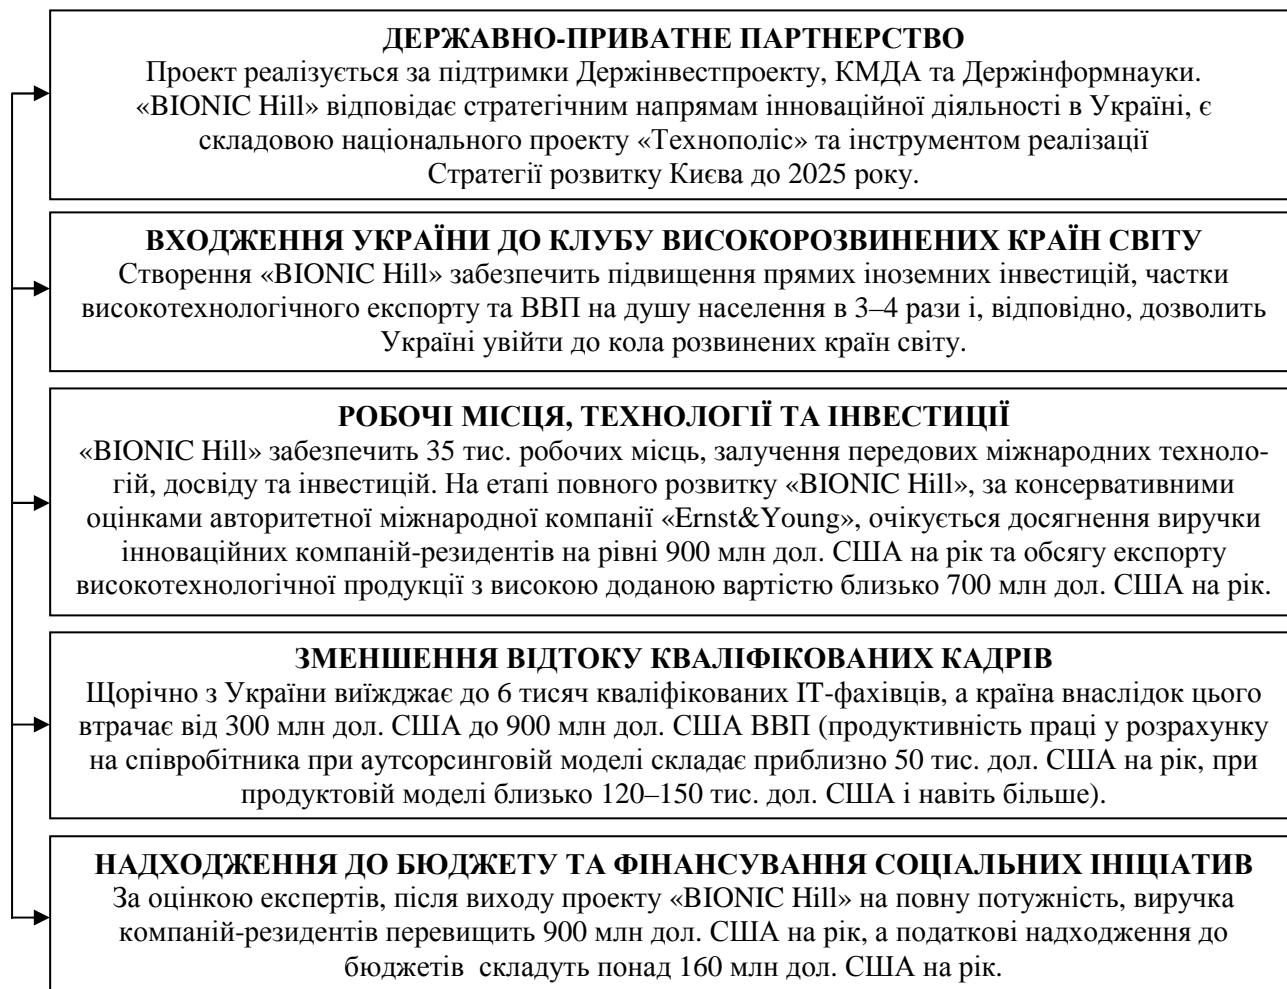 ДЕРЖАВНО-ПРИВАТНЕ ПАРТНЕРСТВО
Проект реалізується за підтримки Держінвестпроекту, КМДА та Держінформнауки.
«BIONIC Hill» відповідає стратегічним напрямам інноваційної діяльності в Україні, є
складовою національного проекту «Технополіс» та інструментом реалізації
Стратегії розвитку Києва до 2025 року.
ВХОДЖЕННЯ УКРАЇНИ ДО КЛУБУ ВИСОКОРОЗВИНЕНИХ КРАЇН СВІТУ
Створення «BIONIC Hill» забезпечить підвищення прямих іноземних інвестицій, частки
високотехнологічного експорту та ВВП на душу населення в 3–4 рази і, відповідно, дозволить
Україні увійти до кола розвинених країн світу.
РОБОЧІ МІСЦЯ, ТЕХНОЛОГІЇ ТА ІНВЕСТИЦІЇ
«BIONIC Hill» забезпечить 35 тис. робочих місць, залучення передових міжнародних техноло-
гій, досвіду та інвестицій. На етапі повного розвитку «BIONIC Hill», за консервативними
оцінками авторитетної міжнародної компанії «Ernst&Young», очікується досягнення виручки
інноваційних компаній-резидентів на рівні 900 млн дол. США на рік та обсягу експорту
високотехнологічної продукції з високою доданою вартістю близько 700 млн дол. США на рік.
ЗМЕНШЕННЯ ВІДТОКУ КВАЛІФІКОВАНИХ КАДРІВ
Щорічно з України виїжджає до 6 тисяч кваліфікованих ІТ-фахівців, а країна внаслідок цього
втрачає від 300 млн дол. США до 900 млн дол. США ВВП (продуктивність праці у розрахунку
на співробітника при аутсорсинговій моделі складає приблизно 50 тис. дол. США на рік, при
продуктовій моделі близько 120–150 тис. дол. США і навіть більше).
НАДХОДЖЕННЯ ДО БЮДЖЕТУ ТА ФІНАНСУВАННЯ СОЦІАЛЬНИХ ІНІЦІАТИВ
За оцінкою експертів, після виходу проекту «BIONIC Hill» на повну потужність, виручка
компаній-резидентів перевищить 900 млн дол. США на рік, а податкові надходження до
бюджетів складуть понад 160 млн дол. США на рік.